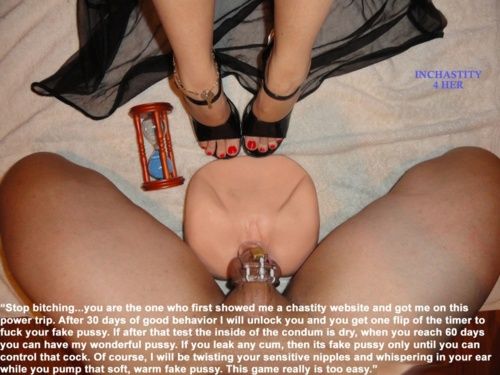 INCHASTITY
4 HER
"Stop bitching...you are the one who first showed me a chastity website and got me on this
power trip. After 30 days of good behavior I will unlock you and you get one flip of the timer to
fuck your fake pussy. If after that test the inside of the condum is dry, when you reach 60 days
you can have my wonderful pussy. If you leak any cum, then its fake pussy only until you can
control that cock. Of course, I will be twisting your sensitive nipples and whispering in your ear
while you pump that soft, warm fake pussy. This game really is too easy."